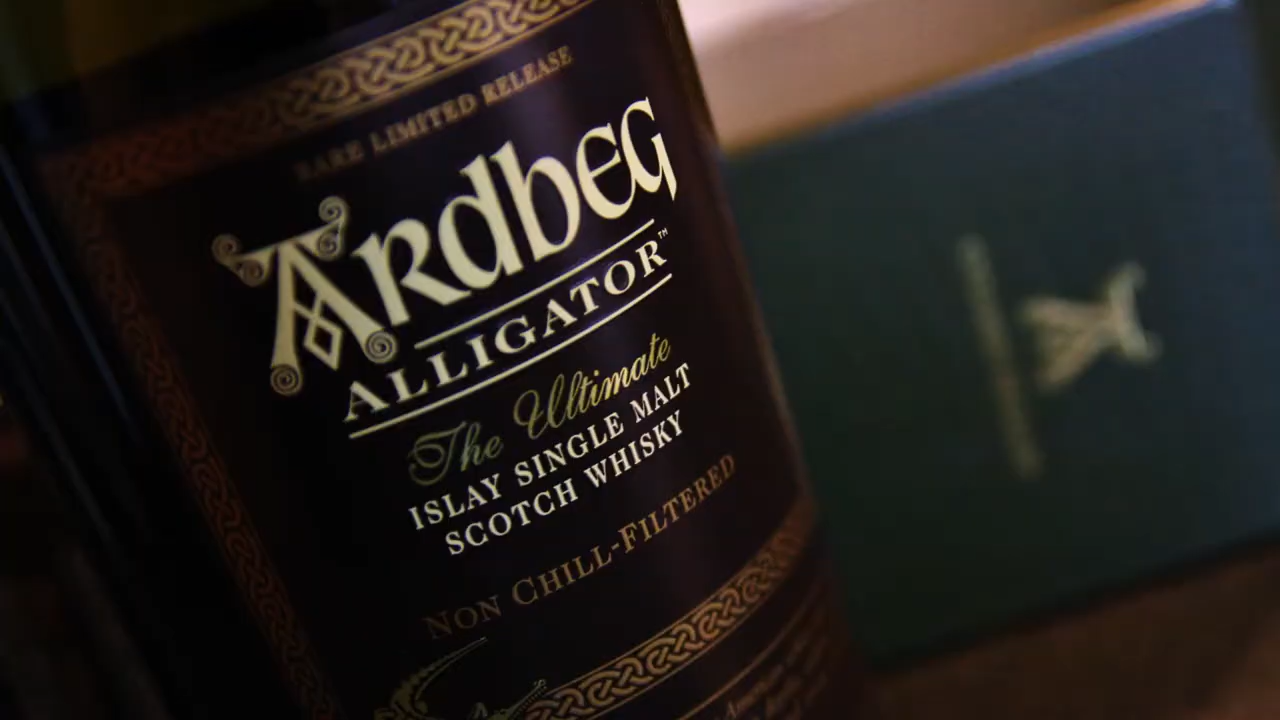 RARE LIMITED RELEASE
ARdbeG
ALLIGATOR™
The Ultimate
ISLAY SINGLE MALT
SCOTCH WHISKY
NON CHILL-FILTERED